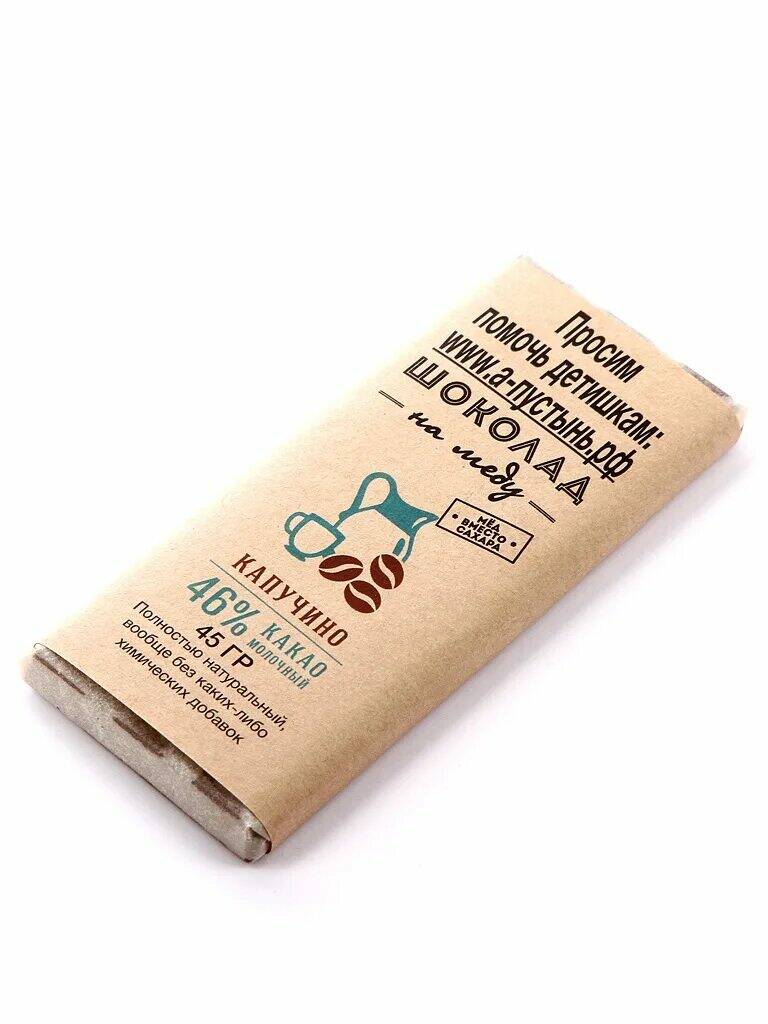 Просим
помочь детишкам:
www.а-пустынь.рф
ШОКОЛАД
на меду
МЁД
ВМЕСТО
САХАРА
КАПУЧИНО
46% КАКАО
МОЛОЧНЫЙ
45 ГР
Полностью натуральный,
вообще без каких-либо
химических добавок